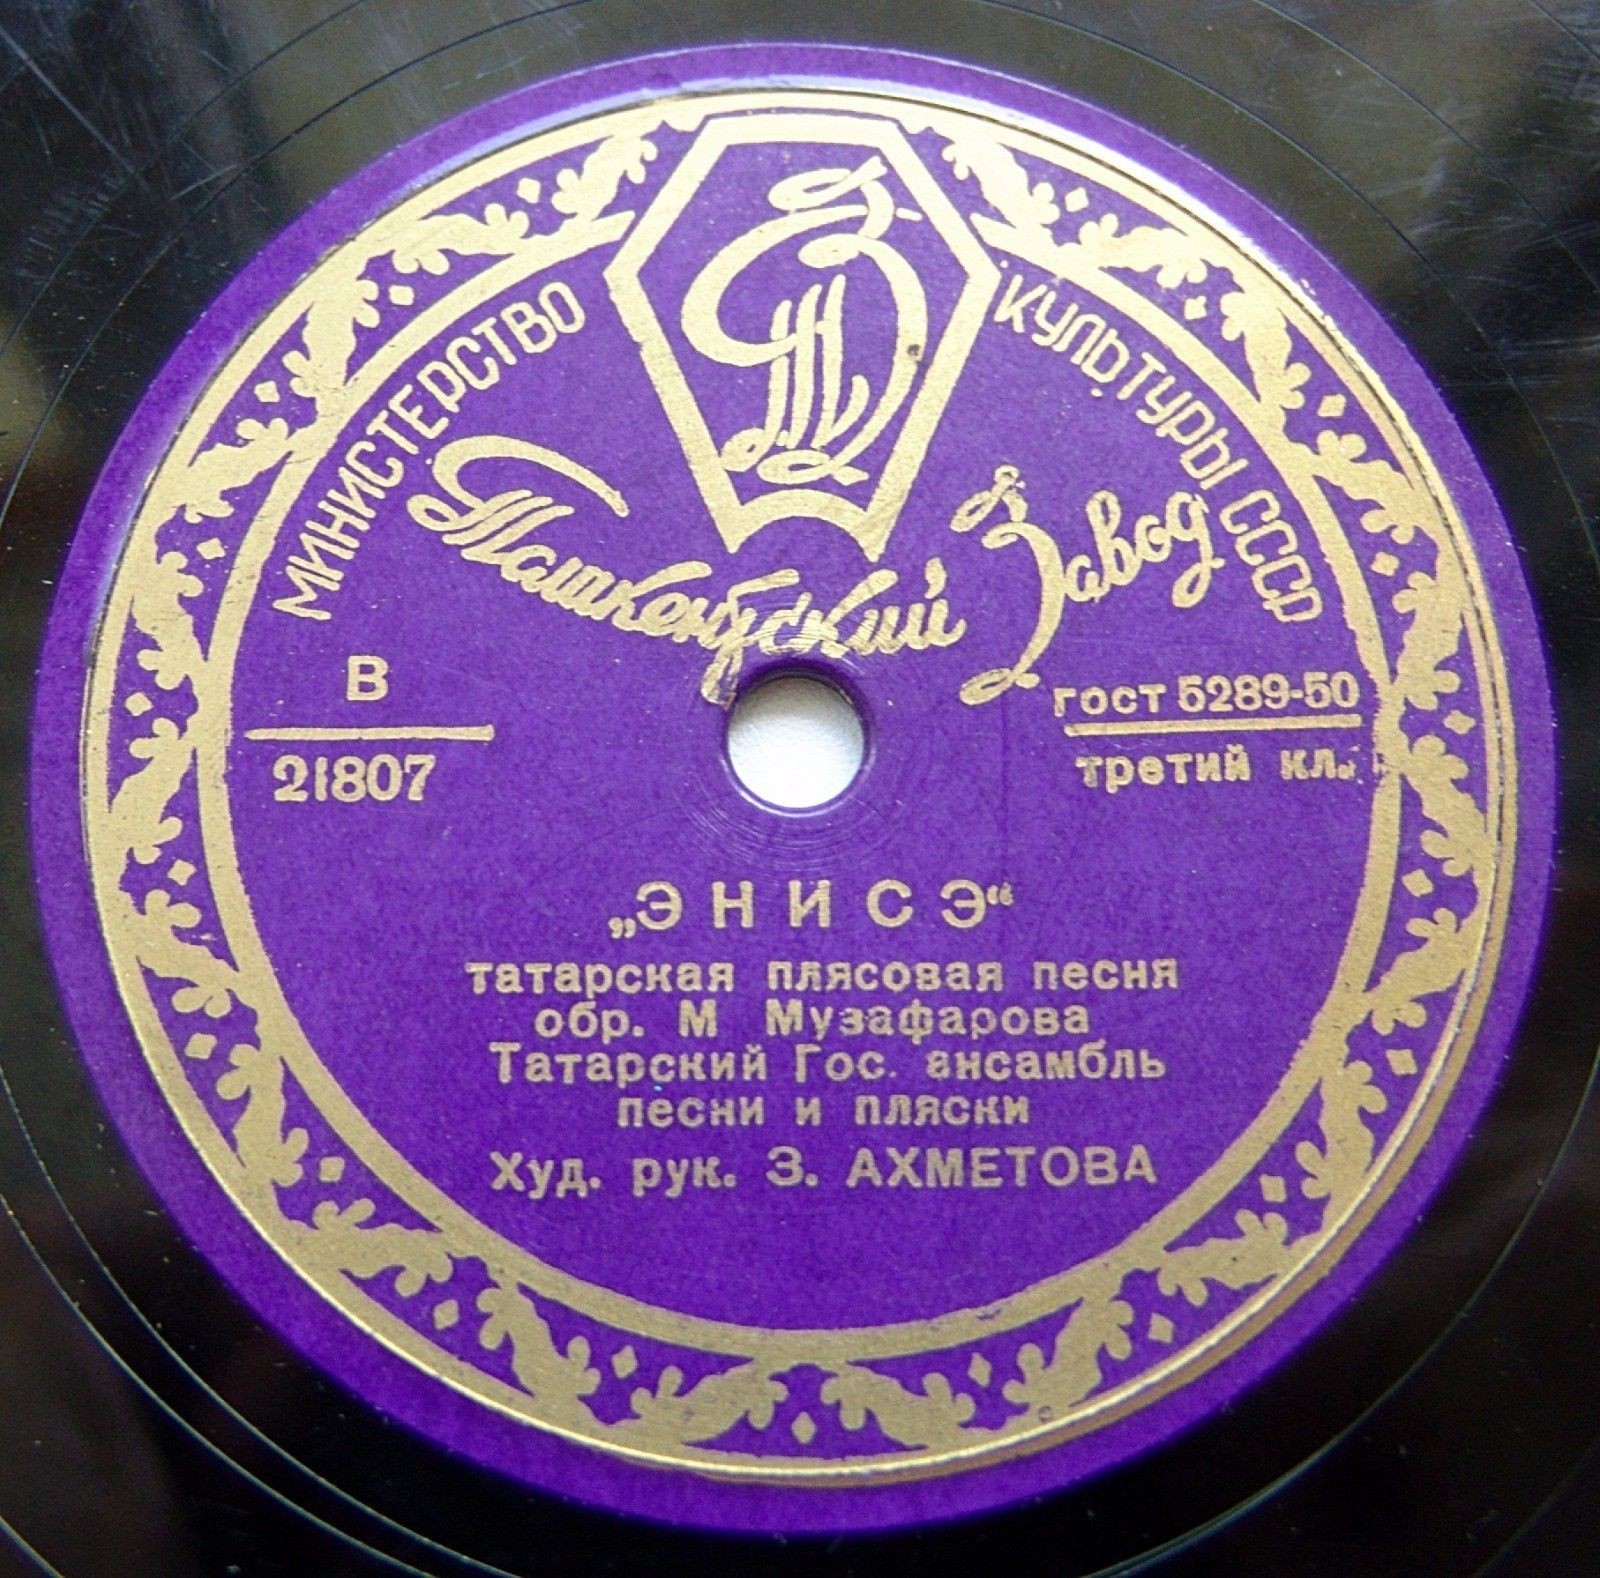 МИНИСТЕРСТВО КУЛЬТУРЫ СССР
Ташкентский Завод
В
21807
ГОСТ 5289-50
третий кл.
„ЭНИСЭ“
татарская плясовая песня
обр. М Музафарова
Татарский Гос. ансамбль
песни и пляски
Худ. рук. З. АХМЕТОВА